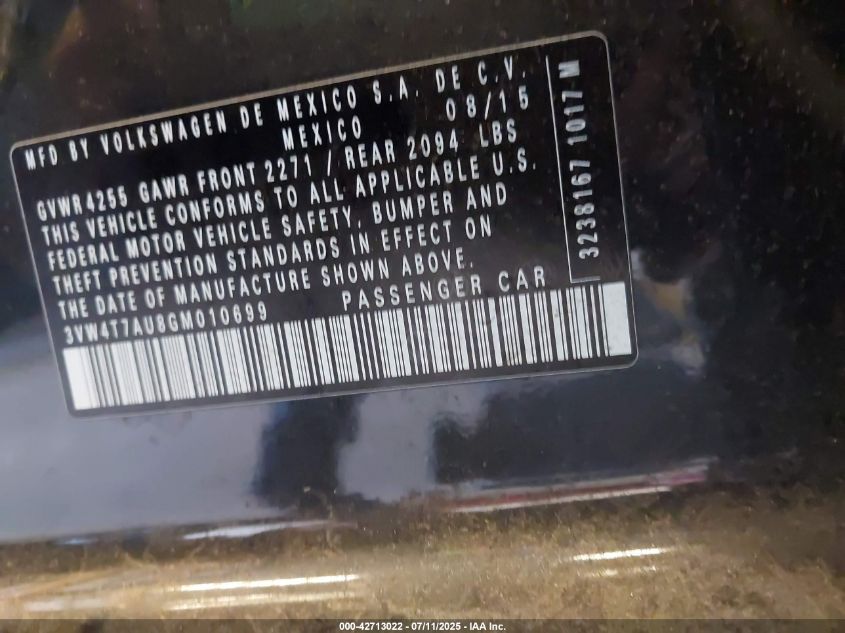 MFD BY VOLKSWAGEN DE MEXICO S.A. DE C.V.
MEXICO 08/15
GVWR4255 GAWR FRONT 2271 / REAR 2094 LBS
THIS VEHICLE CONFORMS TO ALL APPLICABLE U.S.
FEDERAL MOTOR VEHICLE SAFETY, BUMPER AND
THEFT PREVENTION STANDARDS IN EFFECT ON
THE DATE OF MANUFACTURE SHOWN ABOVE.
3VW4T7AU8GM010699 PASSENGER CAR
3238167 1017 M
000-42713022 - 07/11/2025 - IAA Inc.